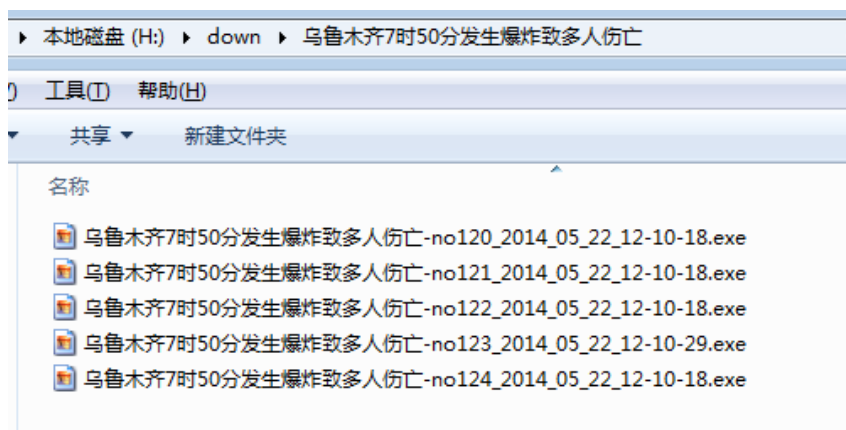 本地磁盘 (H:) down 乌鲁木齐7时50分发生爆炸致多人伤亡
) 工具(T) 帮助(H)
共享 新建文件夹
名称
乌鲁木齐7时50分发生爆炸致多人伤亡-no120_2014_05_22_12-10-18.exe
乌鲁木齐7时50分发生爆炸致多人伤亡-no121_2014_05_22_12-10-18.exe
乌鲁木齐7时50分发生爆炸致多人伤亡-no122_2014_05_22_12-10-18.exe
乌鲁木齐7时50分发生爆炸致多人伤亡-no123_2014_05_22_12-10-29.exe
乌鲁木齐7时50分发生爆炸致多人伤亡-no124_2014_05_22_12-10-18.exe